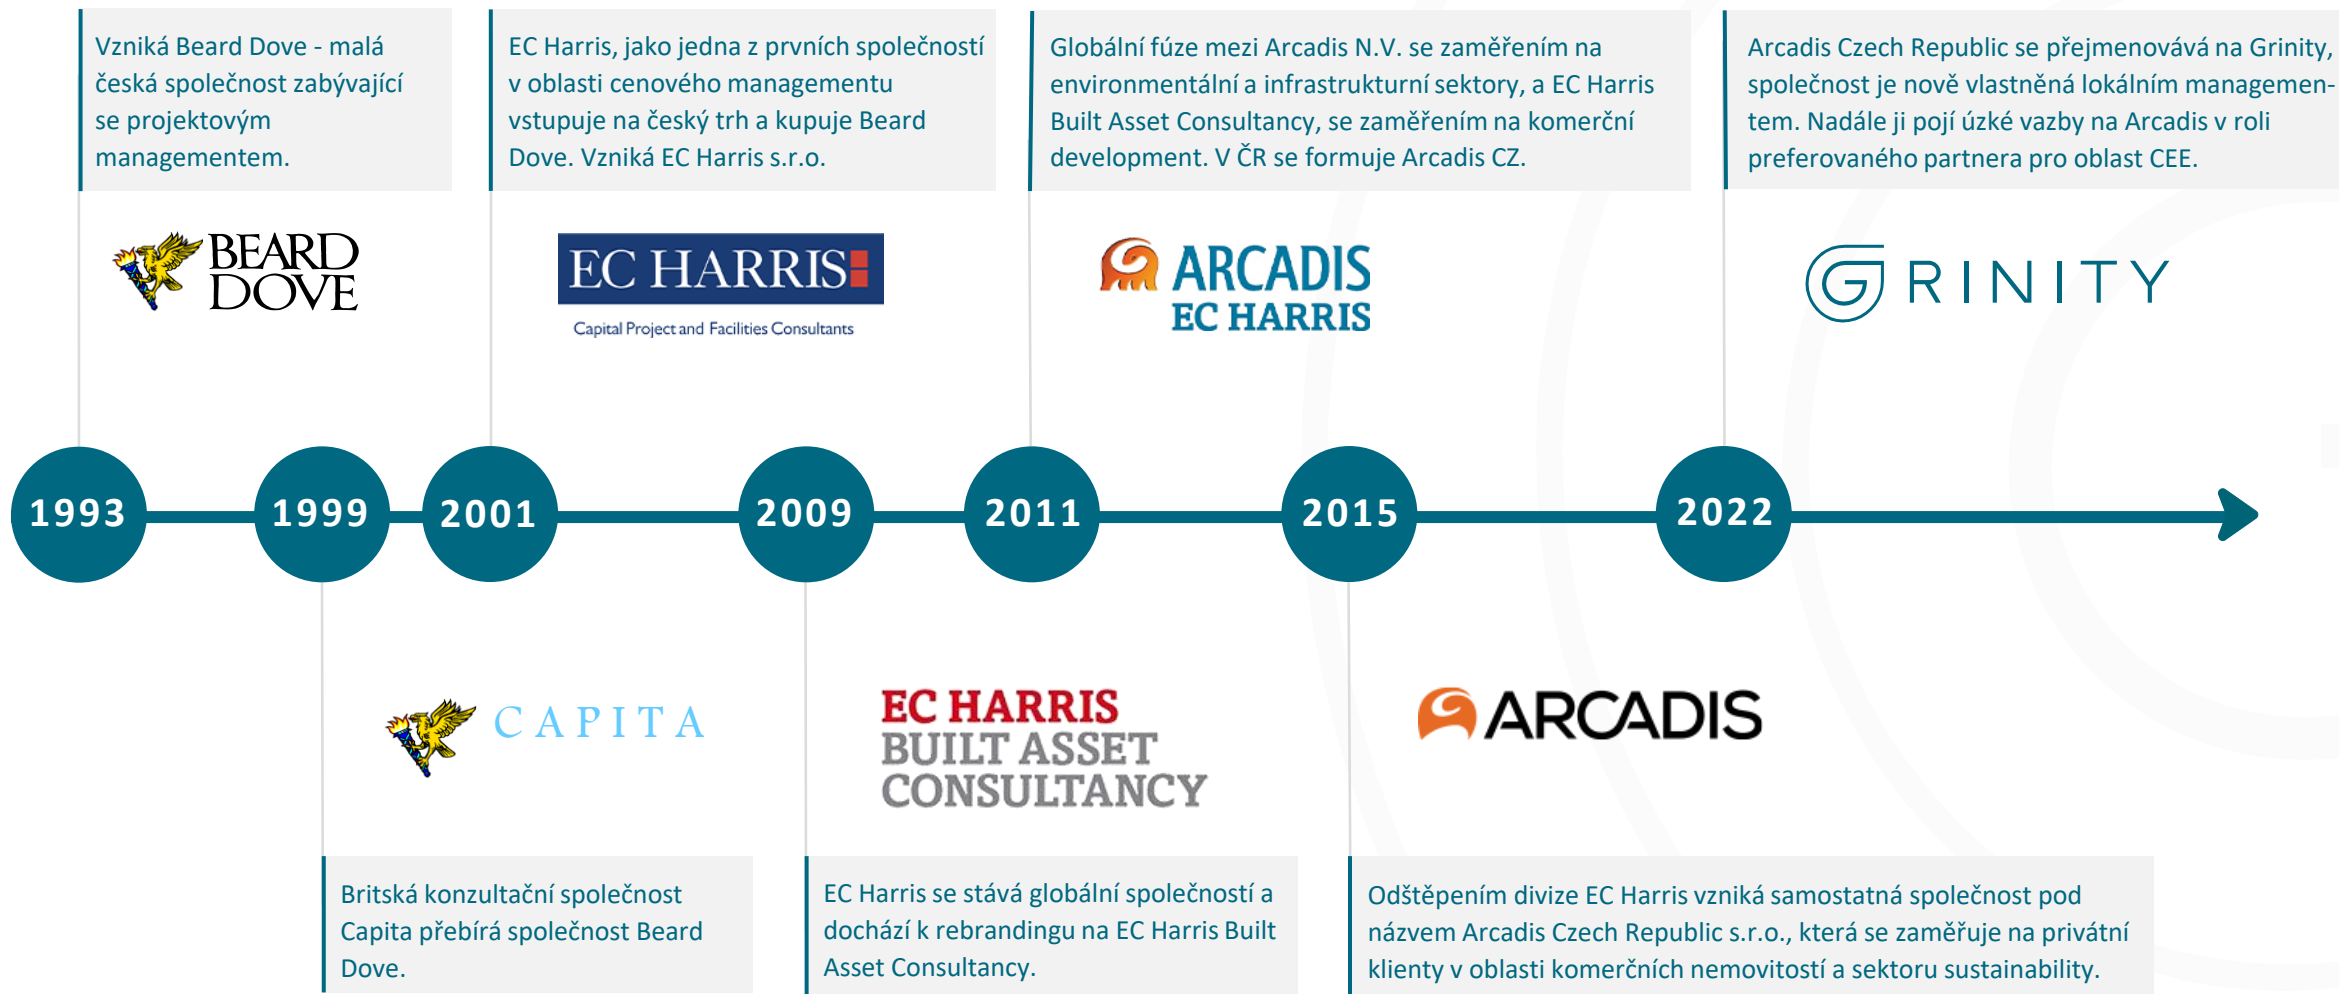 Vzniká Beard Dove - malá
česká společnost zabývající
se projektovým
managementem.
EC Harris, jako jedna z prvních společností
v oblasti cenového managementu
vstupuje na český trh a kupuje Beard
Dove. Vzniká EC Harris s.r.o.
Globální fúze mezi Arcadis N.V. se zaměřením na
environmentální a infrastrukturní sektory, a EC Harris
Built Asset Consultancy, se zaměřením na komerční
development. V ČR se formuje Arcadis CZ.
Arcadis Czech Republic se přejmenovává na Grinity,
společnost je nově vlastněná lokálním managemen-
tem. Nadále ji pojí úzké vazby na Arcadis v roli
preferovaného partnera pro oblast CEE.
BEARD
DOVE
EC HARRIS
Capital Project and Facilities Consultants
ARCADIS
EC HARRIS
GRINITY
1993
1999
2001
2009
2011
2015
2022
CAPITA
EC HARRIS
BUILT ASSET
CONSULTANCY
ARCADIS
Britská konzultační společnost
Capita přebírá společnost Beard
Dove.
EC Harris se stává globální společností a
dochází k rebrandingu na EC Harris Built
Asset Consultancy.
Odštěpením divize EC Harris vzniká samostatná společnost pod
názvem Arcadis Czech Republic s.r.o., která se zaměřuje na privátní
klienty v oblasti komerčních nemovitostí a sektoru sustainability.